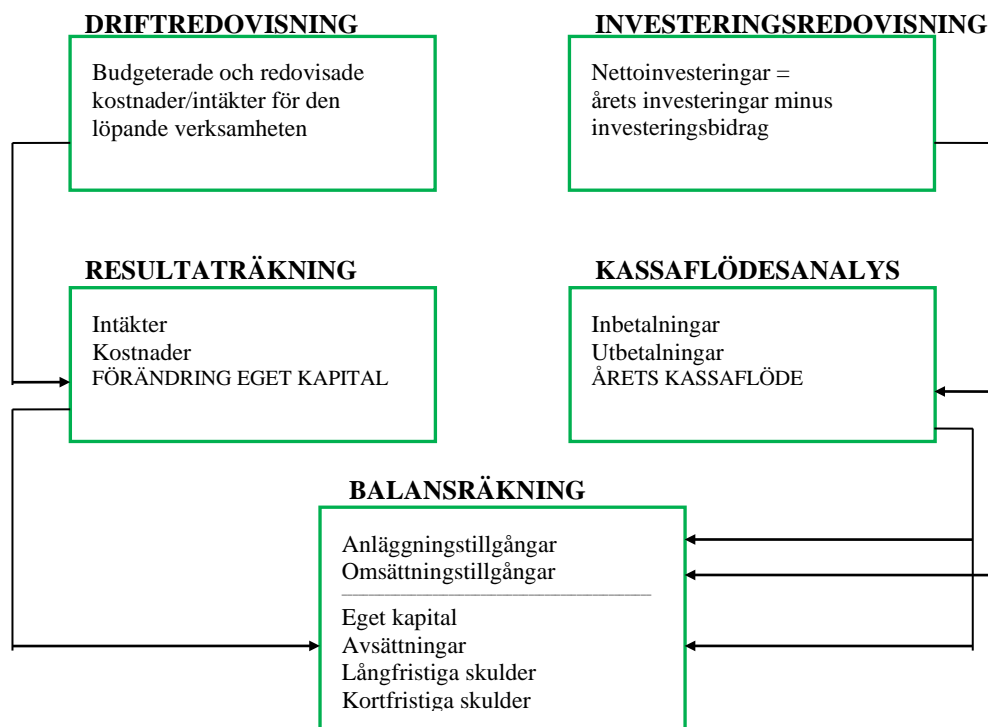 DRIFTREDOVISNING
Budgeterade och redovisade
kostnader/intäkter för den
löpande verksamheten
INVESTERINGSREDOVISNING
Nettoinvesteringar =
årets investeringar minus
investeringsbidrag
RESULTATRÄKNING
Intäkter
Kostnader
FÖRÄNDRING EGET KAPITAL
KASSAFLÖDESANALYS
Inbetalningar
Utbetalningar
ÅRETS KASSAFLÖDE
BALANSRÄKNING
Anläggningstillgångar
Omsättningstillgångar
Eget kapital
Avsättningar
Långfristiga skulder
Kortfristiga skulder